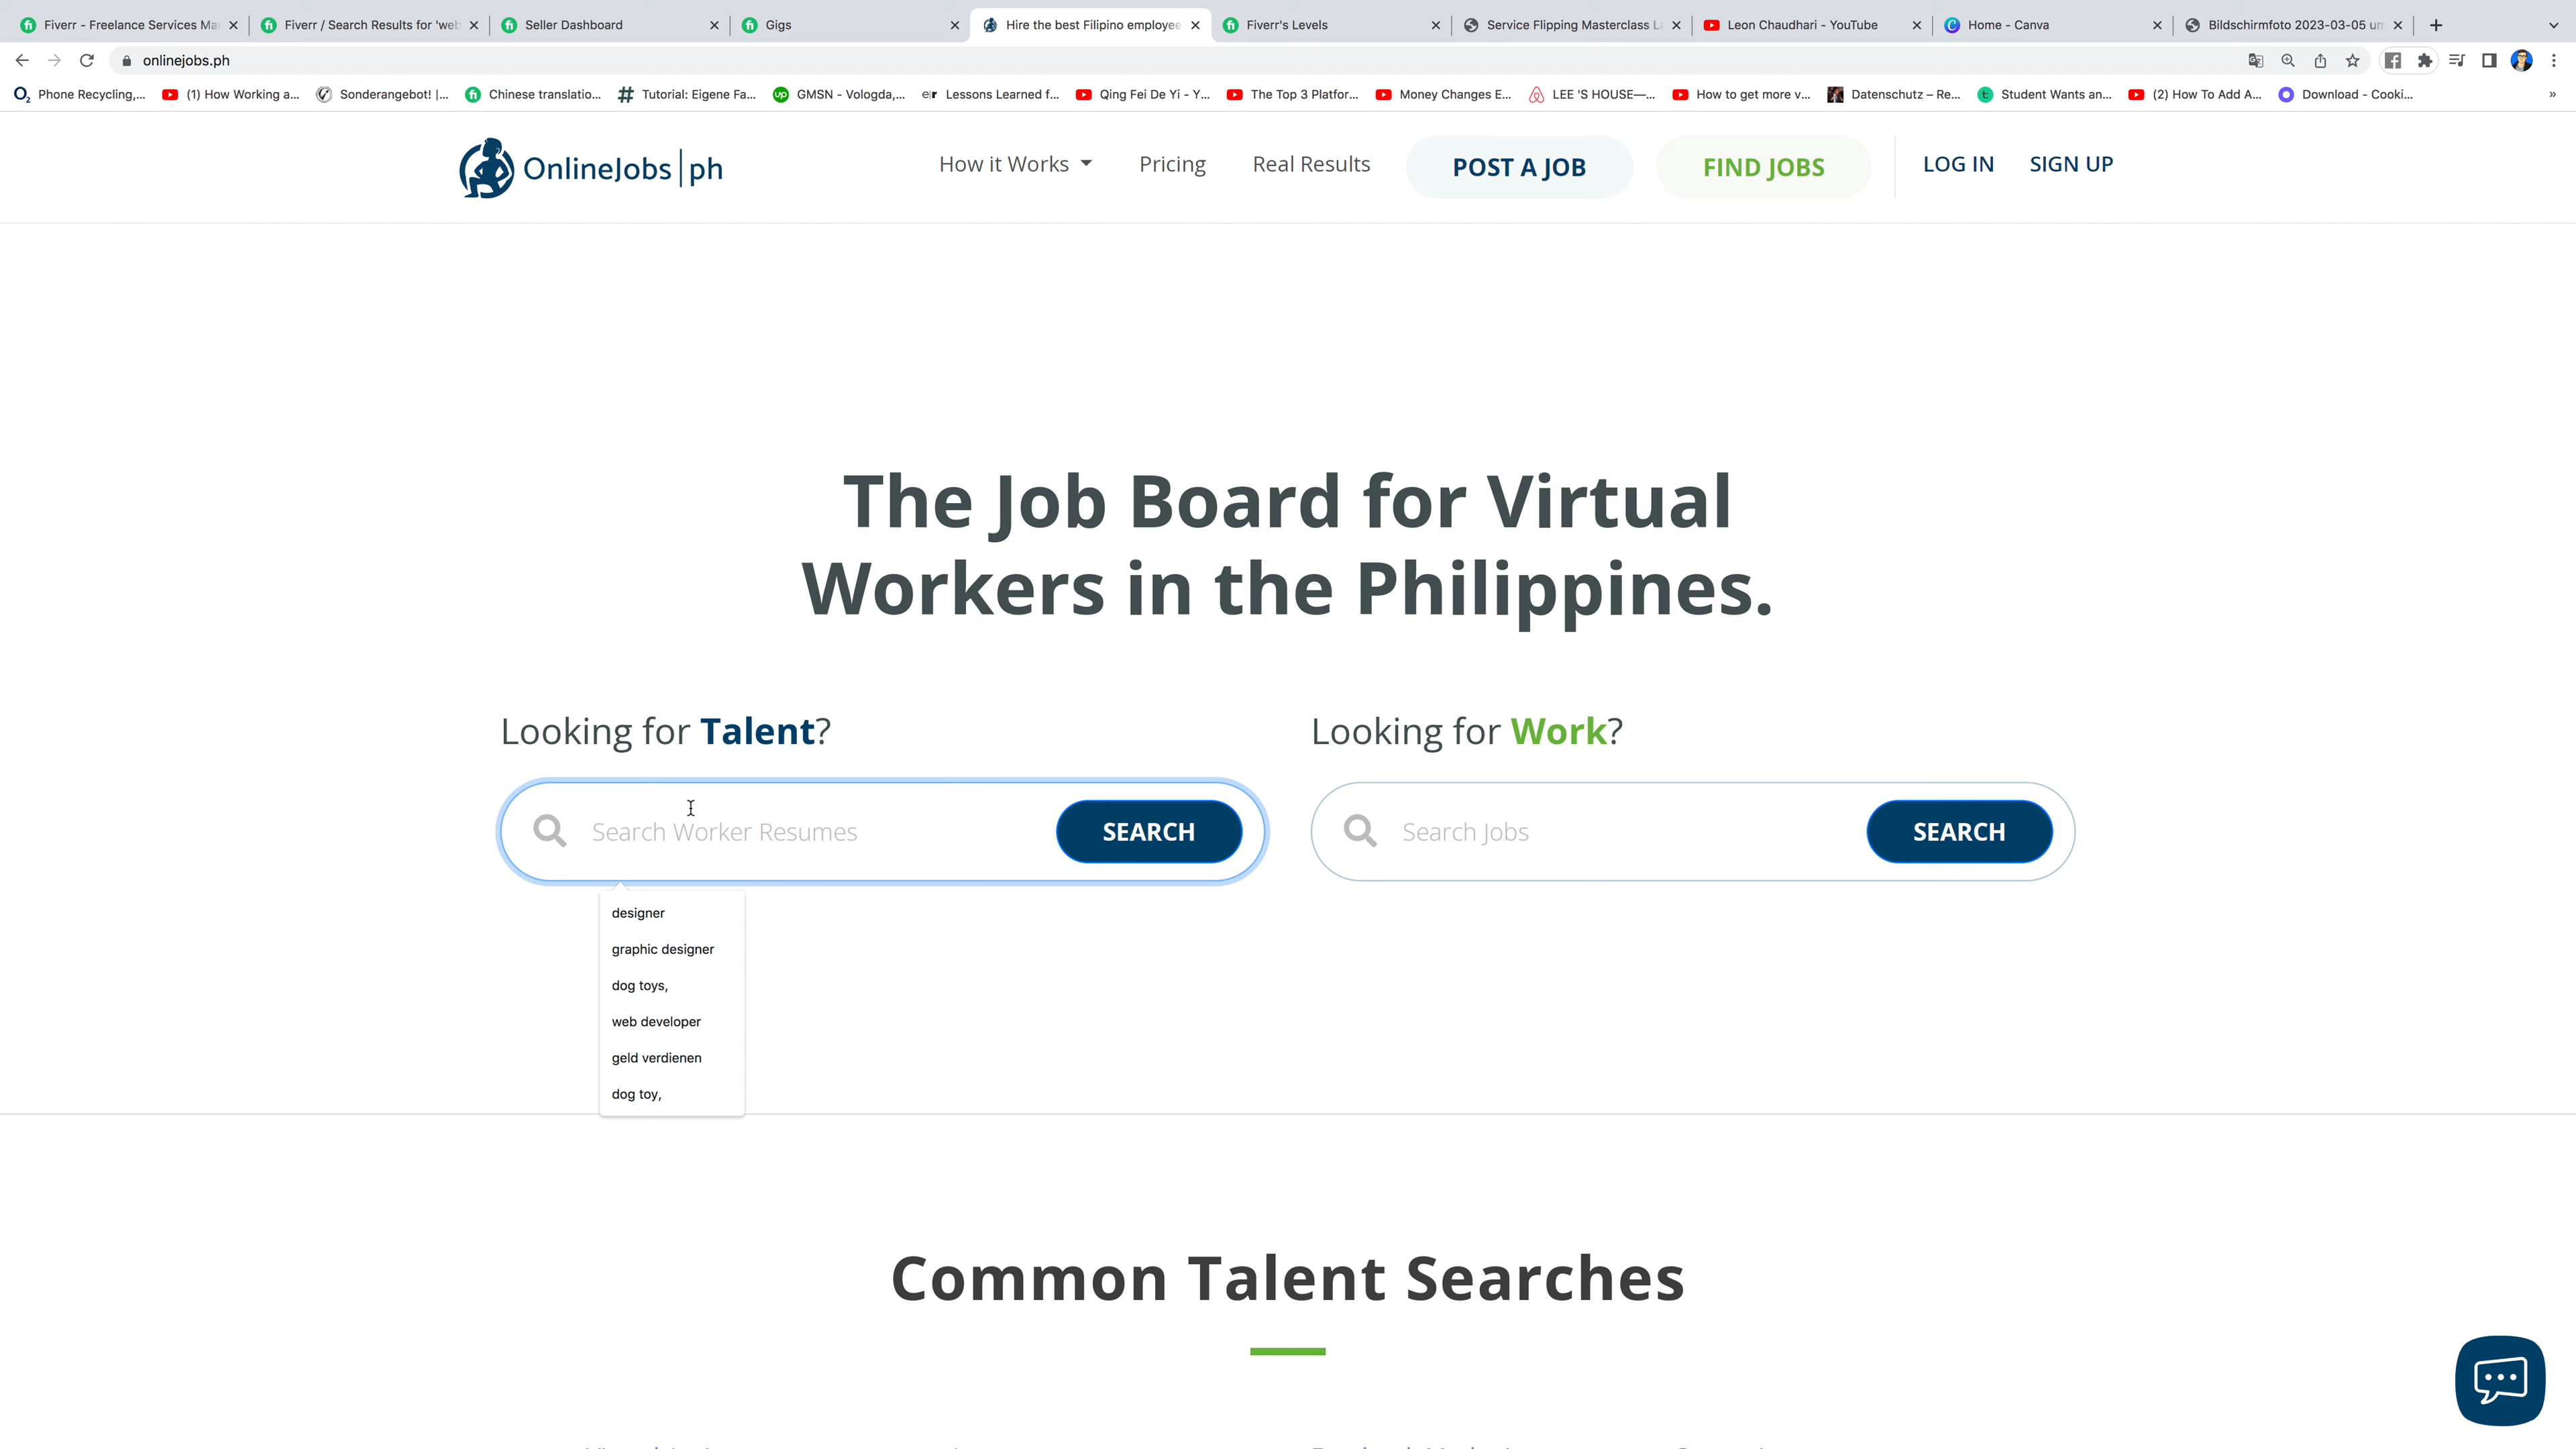 Fiverr - Freelance Services Ma
Fiverr / Search Results for 'web
Seller Dashboard
Gigs
Hire the best Filipino employee
Fiverr's Levels
Service Flipping Masterclass La
Leon Chaudhari - YouTube
Home - Canva
Bildschirmfoto 2023-03-05 um
onlinejobs.ph
Phone Recycling,...
(1) How Working a...
Sonderangebot! |...
Chinese translatio...
Tutorial: Eigene Fa...
GMSN - Vologda,...
Lessons Learned f...
Qing Fei De Yi - Y...
The Top 3 Platfor...
Money Changes E...
LEE 'S HOUSE—...
How to get more v...
Datenschutz – Re...
Student Wants an...
(2) How To Add A...
Download - Cooki...
OnlineJobs|ph
How it Works
Pricing
Real Results
POST A JOB
FIND JOBS
LOG IN
SIGN UP
The Job Board for Virtual
Workers in the Philippines.
Looking for Talent?
Looking for Work?
Search Worker Resumes
SEARCH
Search Jobs
SEARCH
designer
graphic designer
dog toys,
web developer
geld verdienen
dog toy,
Common Talent Searches